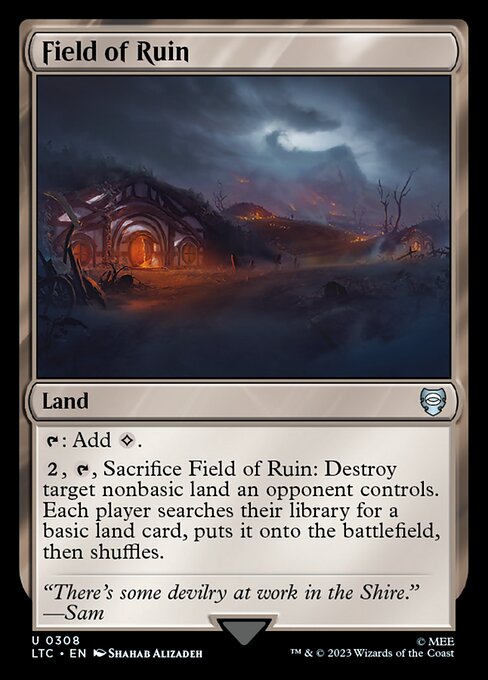 Field of Ruin
Land
: Add .
2, , Sacrifice Field of Ruin: Destroy
target nonbasic land an opponent controls.
Each player searches their library for a
basic land card, puts it onto the battlefield,
then shuffles.
“There’s some devilry at work in the Shire.”
—Sam
U 0308
LTC • EN Shahab Alizadeh
© MEE
™ & © 2023 Wizards of the Coast